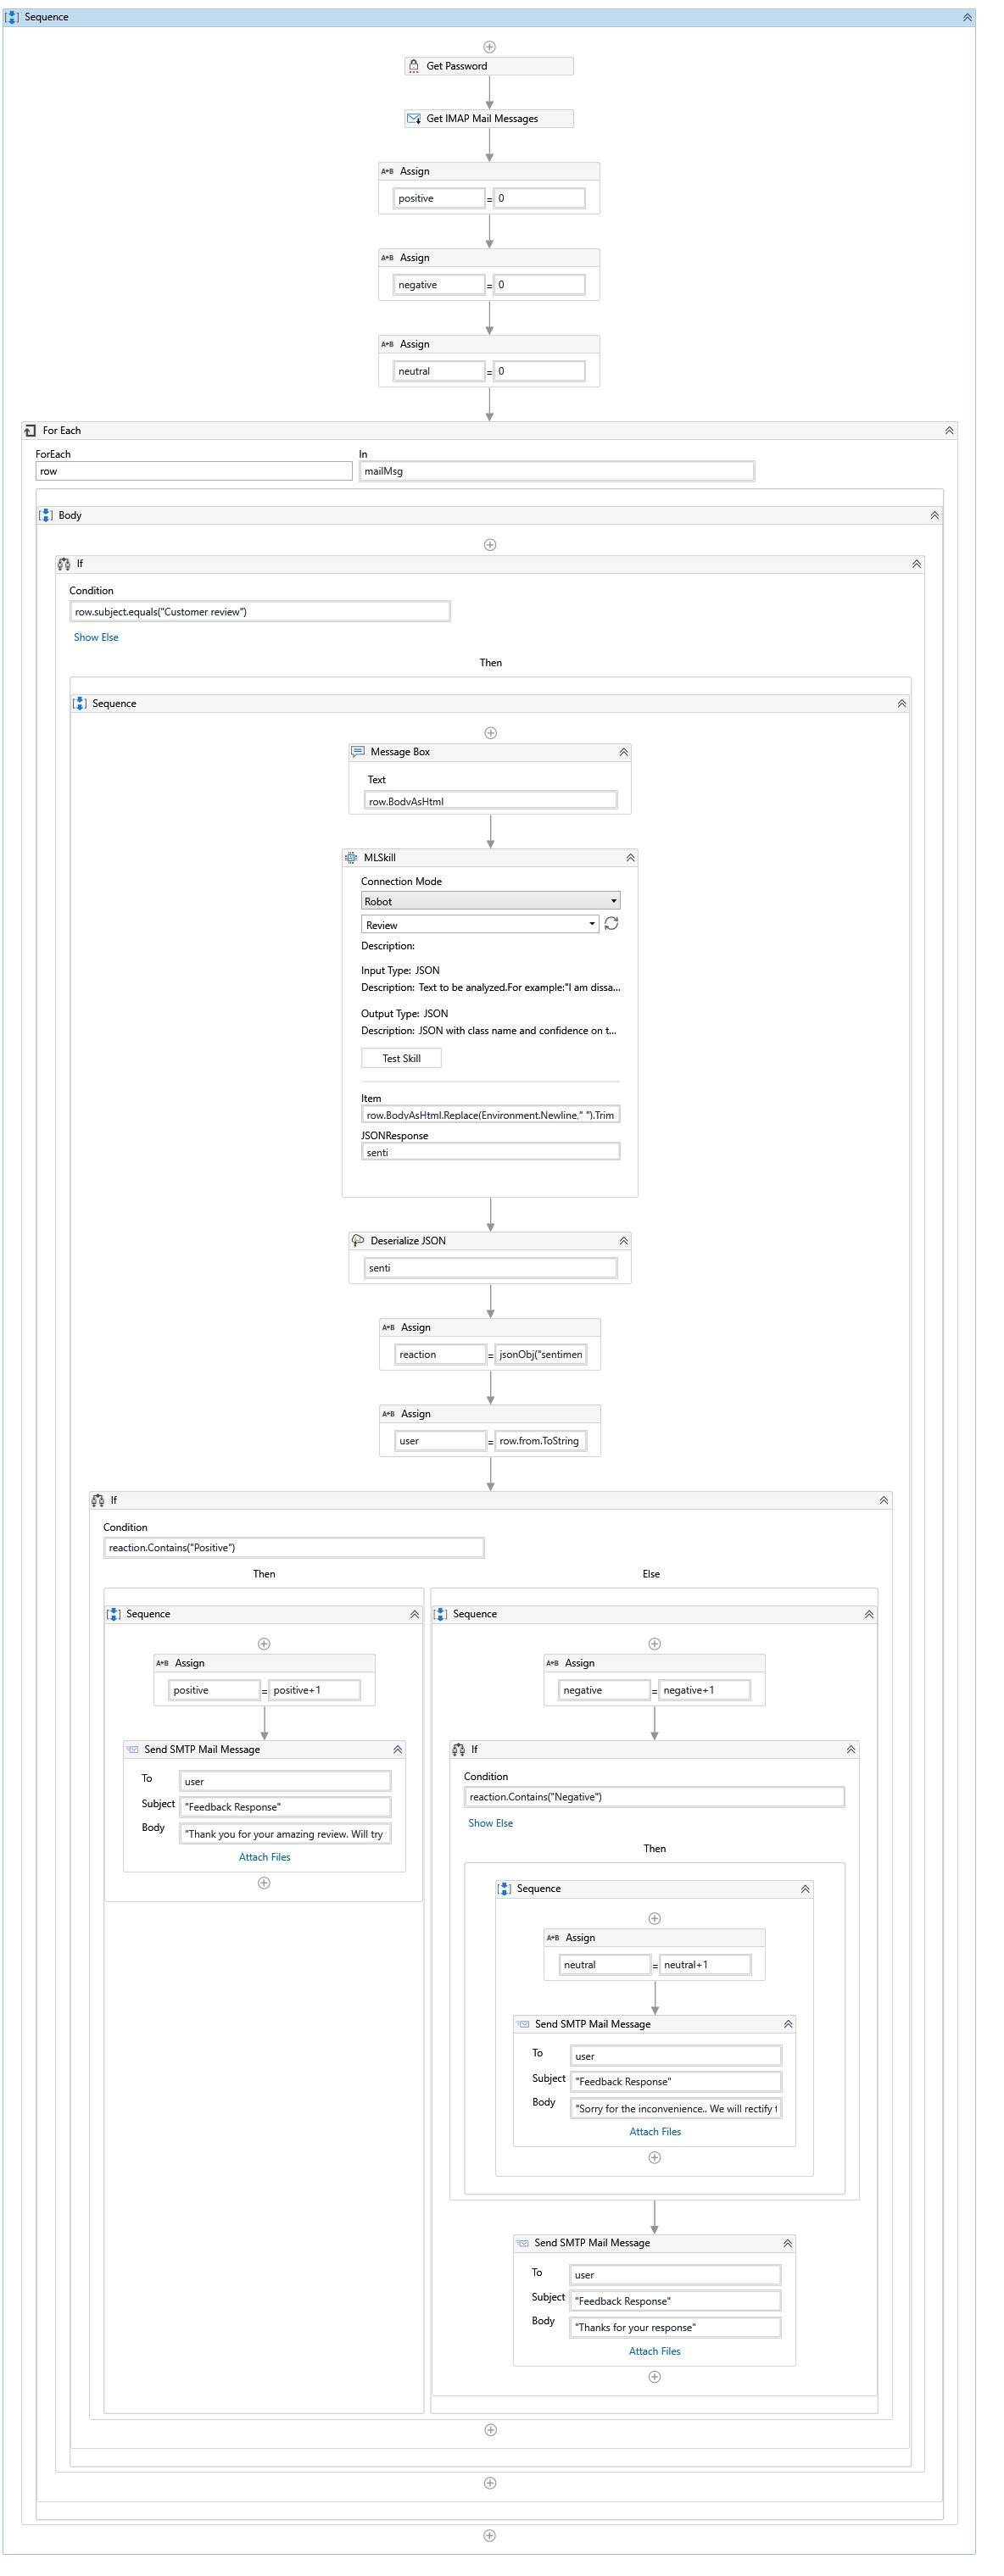 Sequence
Get Password
Get IMAP Mail Messages
A+B Assign
positive = 0
A+B Assign
negative = 0
A+B Assign
neutral = 0
For Each
ForEach In
row mailMsg
Body
If
Condition
row.subject.equals("Customer review")
Show Else
Then
Sequence
Message Box
Text
row.BodyAsHtml
MLSkill
Connection Mode
Robot
Review
Description:
Input Type: JSON
Description: Text to be analyzed.For example:"I am dissa...
Output Type: JSON
Description: JSON with class name and confidence on t...
Test Skill
Item
row.BodyAsHtml.Replace(Environment.Newline," ").Trim
JSONResponse
senti
Deserialize JSON
senti
A+B Assign
reaction = jsonObj("sentimen
A+B Assign
user = row.from.ToString
If
Condition
reaction.Contains("Positive")
Then Else
Sequence
A+B Assign
positive = positive+1
Send SMTP Mail Message
To user
Subject "Feedback Response"
Body "Thank you for your amazing review. Will try
Attach Files
Sequence
A+B Assign
negative = negative+1
If
Condition
reaction.Contains("Negative")
Show Else
Then
Sequence
A+B Assign
neutral = neutral+1
Send SMTP Mail Message
To user
Subject "Feedback Response"
Body "Sorry for the inconvenience.. We will rectify t
Attach Files
Send SMTP Mail Message
To user
Subject "Feedback Response"
Body "Thanks for your response"
Attach Files